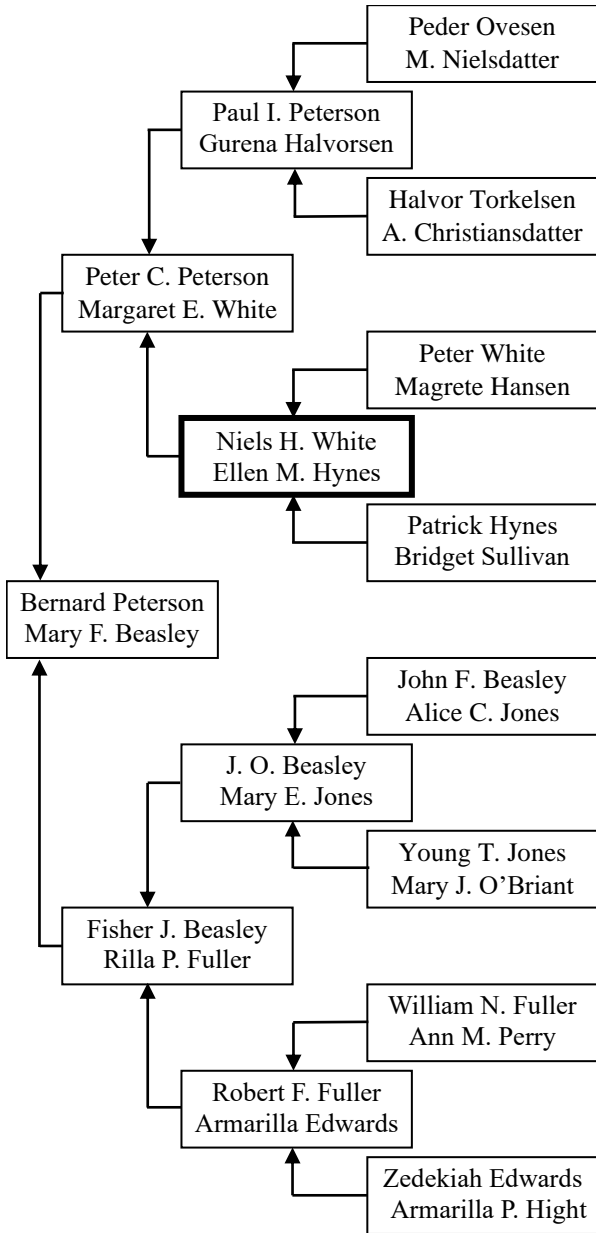 Peder Ovesen
M. Nielsdatter
Paul I. Peterson
Gurena Halvorsen
Halvor Torkelsen
A. Christiansdatter
Peter C. Peterson
Margaret E. White
Peter White
Magrete Hansen
Niels H. White
Ellen M. Hynes
Patrick Hynes
Bridget Sullivan
Bernard Peterson
Mary F. Beasley
John F. Beasley
Alice C. Jones
J. O. Beasley
Mary E. Jones
Young T. Jones
Mary J. O’Briant
Fisher J. Beasley
Rilla P. Fuller
William N. Fuller
Ann M. Perry
Robert F. Fuller
Armarilla Edwards
Zedekiah Edwards
Armarilla P. Hight